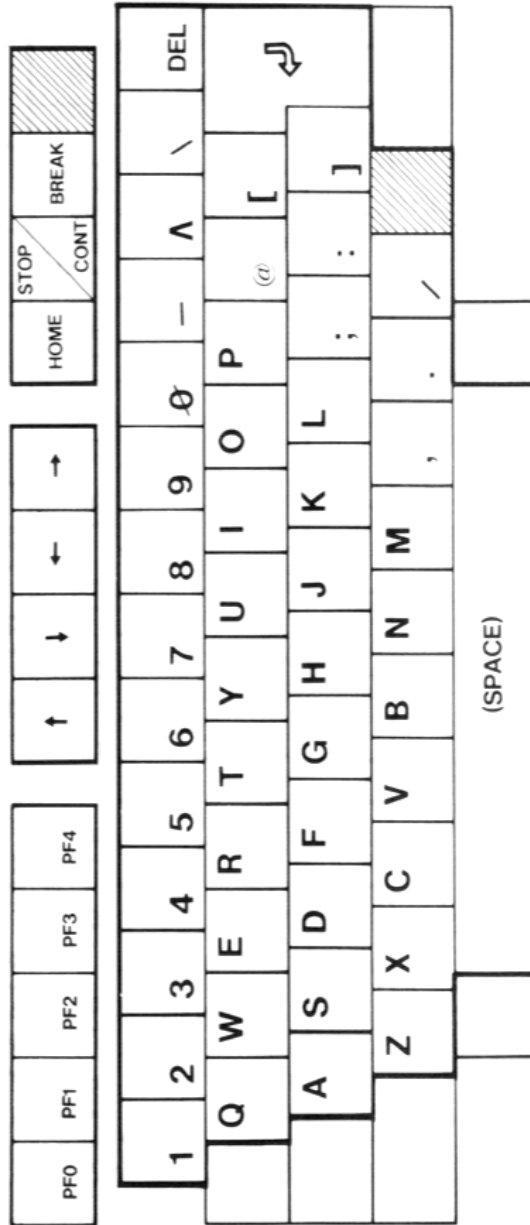 PF0 PF1 PF2 PF3 PF4 ↑ ↓ ← → HOME STOP CONT BREAK
1 2 3 4 5 6 7 8 9 0̸ — Λ \ DEL
Q W E R T Y U I O P @ [
A S D F G H J K L ; : ]
Z X C V B N M , . /
(SPACE)